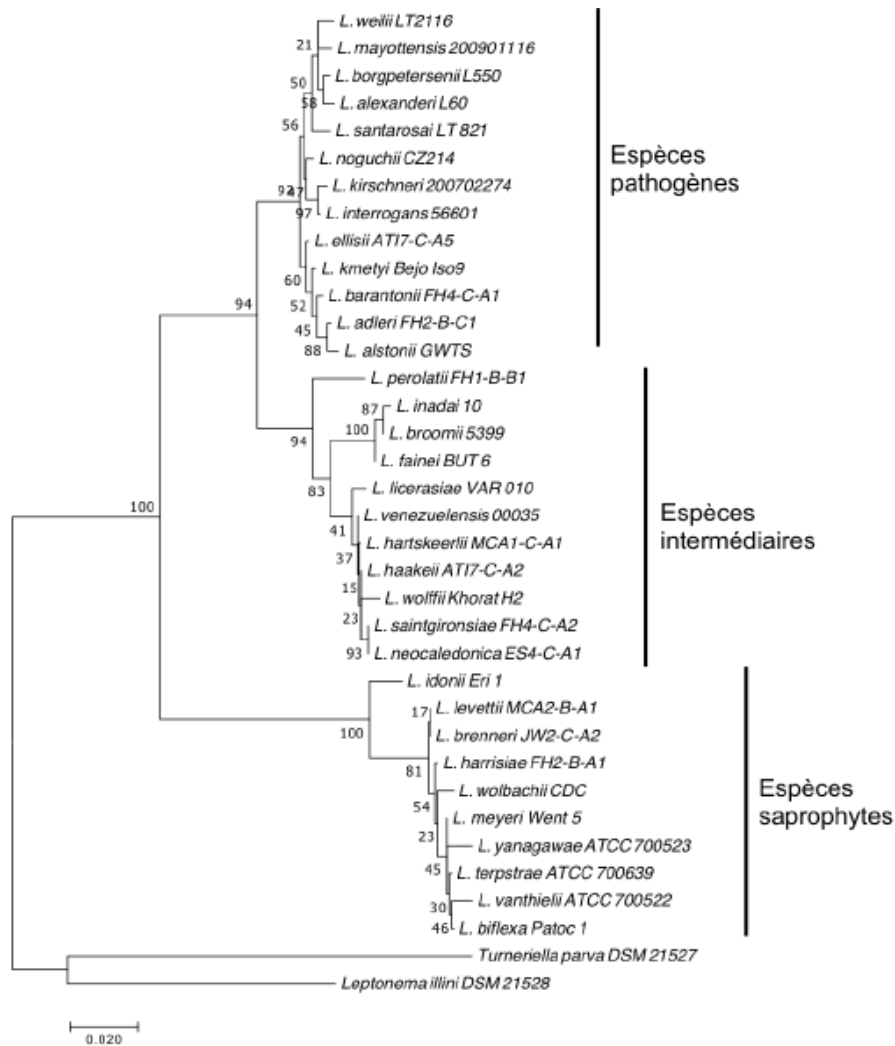 L. weilii LT2116
21
L. mayottensis 200901116
L. borgpetersenii L550
50
58
L. alexanderi L60
56
L. santarosai LT 821
L. noguchii CZ214
Espèces
pathogènes
92
47
L. kirschneri 200702274
97
L. interrogans 56601
L. ellisii ATI7-C-A5
L. kmetyi Bejo Iso9
60
L. barantonii FH4-C-A1
52
94
L. adleri FH2-B-C1
45
88
L. alstonii GWTS
L. perolatii FH1-B-B1
87
L. inadai 10
100
L. broomii 5399
94
L. fainei BUT 6
83
L. licerasiae VAR 010
100
L. venezuelensis 00035
Espèces
intermédiaires
41
L. hartskeerlii MCA1-C-A1
37
L. haakeii ATI7-C-A2
15
L. wolffii Khorat H2
23
L. saintgironsiae FH4-C-A2
93
L. neocaledonica ES4-C-A1
L. idonii Eri 1
17
L. levettii MCA2-B-A1
100
L. brenneri JW2-C-A2
81
L. harrisiae FH2-B-A1
54
L. wolbachii CDC
Espèces
saprophytes
L. meyeri Went 5
23
L. yanagawae ATCC 700523
45
L. terpstrae ATCC 700639
L. vanthielii ATCC 700522
30
46
L. biflexa Patoc 1
Turneriella parva DSM 21527
Leptonema illini DSM 21528
0.020